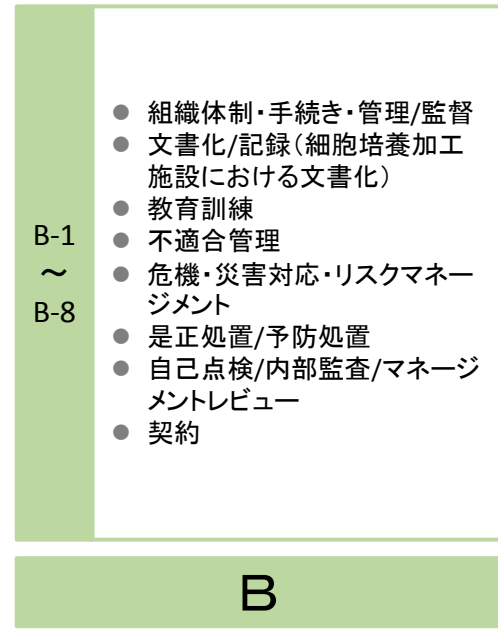 B-1
～
B-8
● 組織体制・手続き・管理/監督
● 文書化/記録（細胞培養加工
施設における文書化）
● 教育訓練
● 不適合管理
● 危機・災害対応・リスクマネー
ジメント
● 是正処置/予防処置
● 自己点検/内部監査/マネージ
メントレビュー
● 契約
B